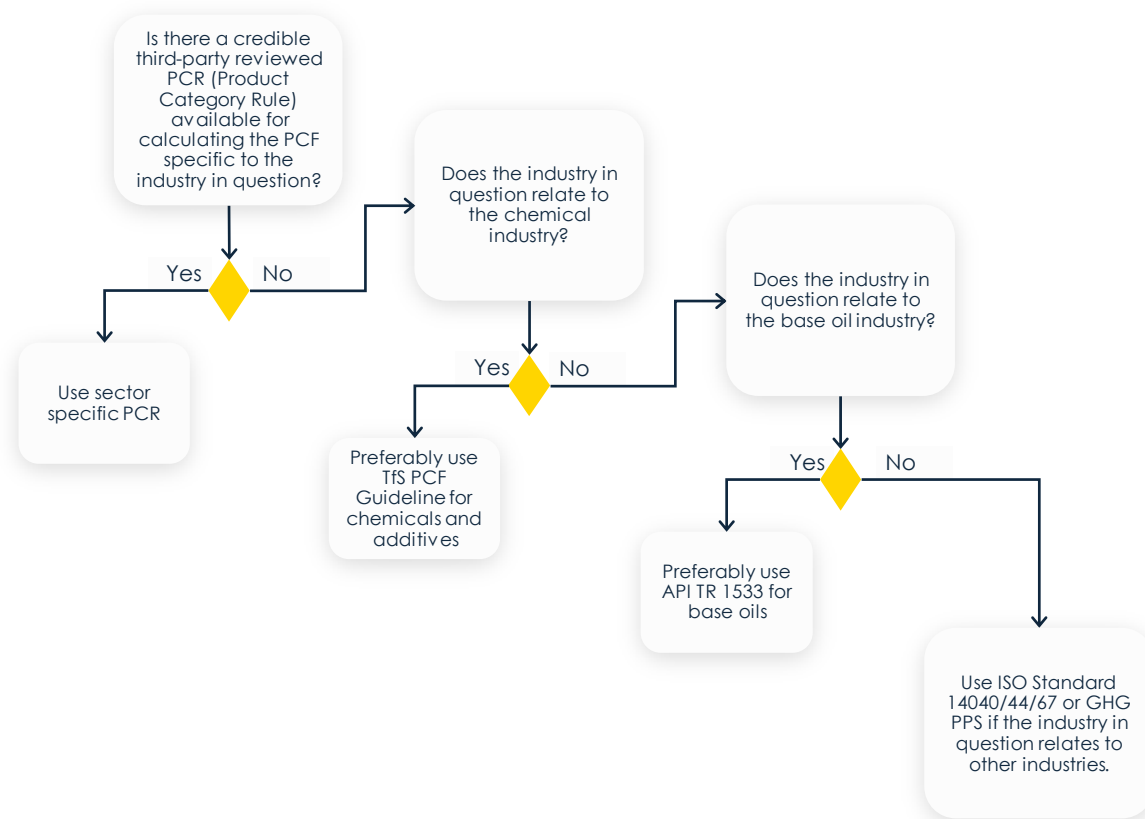 Is there a credible
third-party reviewed
PCR (Product
Category Rule)
available for
calculating the PCF
specific to the
industry in question?
Yes
No
Use sector
specific PCR
Does the industry in
question relate to
the chemical
industry?
Yes
No
Preferably use
TfS PCF
Guideline for
chemicals and
additives
Does the industry in
question relate to
the base oil industry?
Yes
No
Preferably use
API TR 1533 for
base oils
Use ISO Standard
14040/44/67 or GHG
PPS if the industry in
question relates to
other industries.